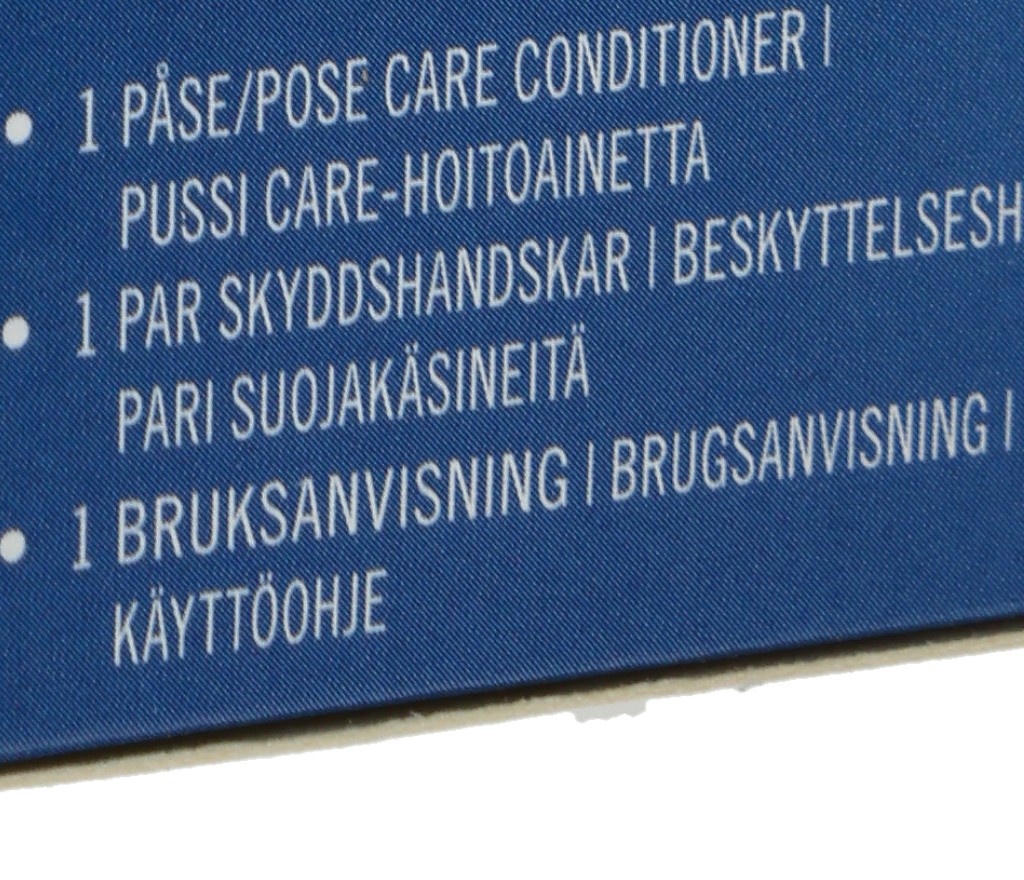 • 1 PÅSE/POSE CARE CONDITIONER |
PUSSI CARE-HOITOAINETTA
• 1 PAR SKYDDSHANDSKAR | BESKYTTELSESH
PARI SUOJAKÄSINEITÄ
• 1 BRUKSANVISNING | BRUGSANVISNING |
KÄYTTÖOHJE